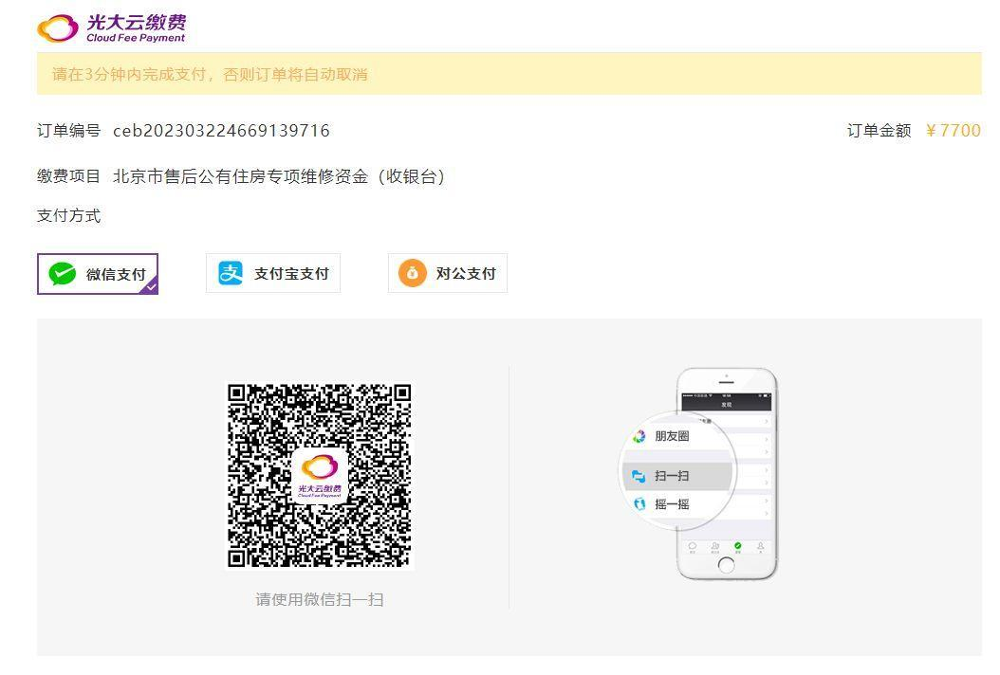 光大云缴费
Cloud Fee Payment
请在3分钟内完成支付，否则订单将自动取消
订单编号 ceb202303224669139716
订单金额 ￥7700
缴费项目 北京市售后公有住房专项维修资金（收银台）
支付方式
微信支付
支付宝支付
对公支付
光大云缴费
Cloud Fee Payment
请使用微信扫一扫
发现
朋友圈
扫一扫
摇一摇